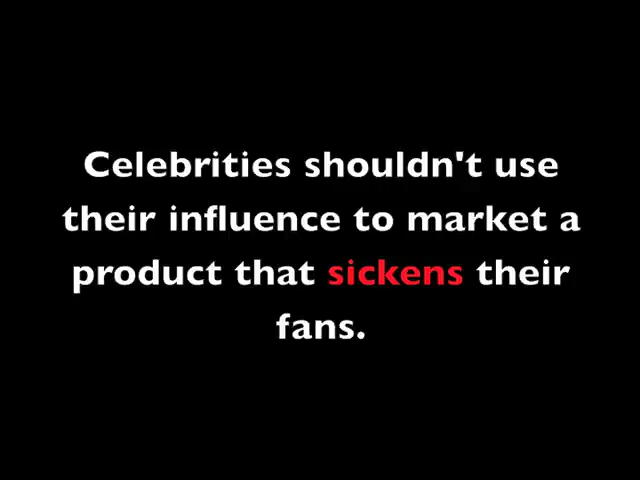 Celebrities shouldn't use
their influence to market a
product that sickens their
fans.